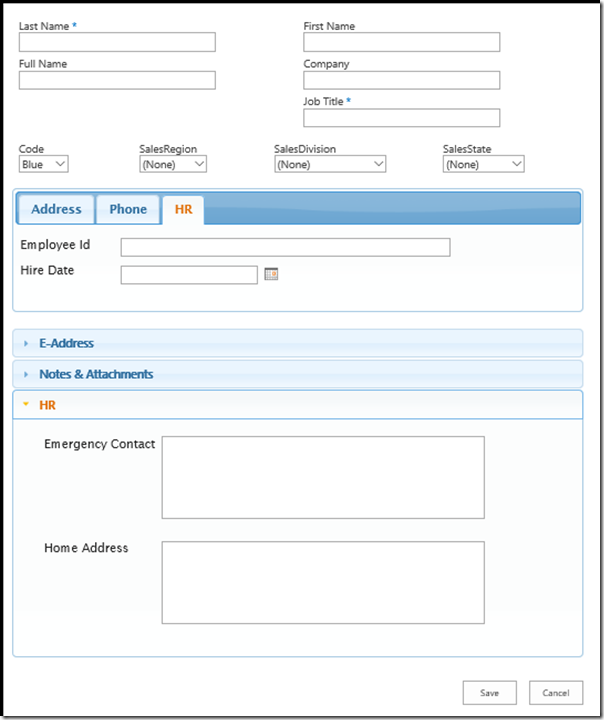 Last Name * First Name
Full Name Company
Job Title *
Code SalesRegion SalesDivision SalesState
Blue (None) (None) (None)
Address Phone HR
Employee Id
Hire Date
E-Address
Notes & Attachments
HR
Emergency Contact
Home Address
Save Cancel